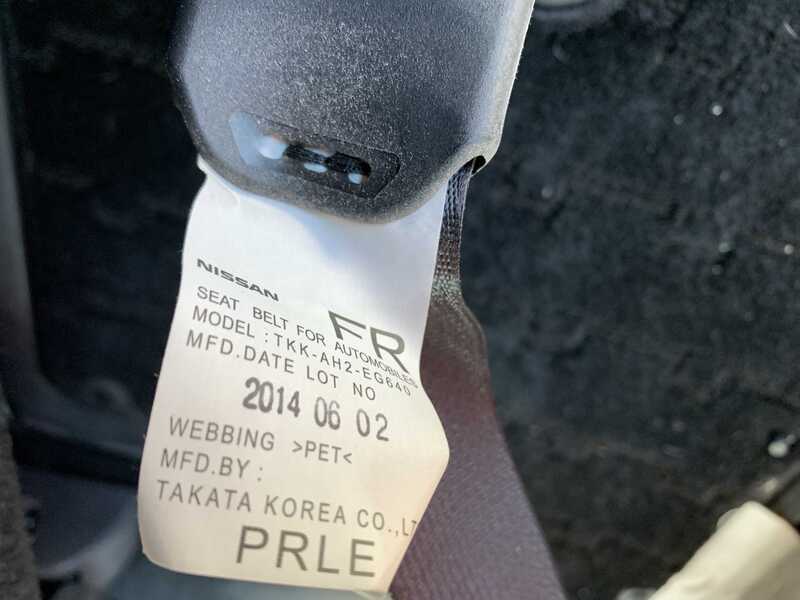 NISSAN
FR
SEAT BELT FOR AUTOMOBILES
MODEL : TKK-AH2-EG640
MFD.DATE LOT NO
2014 06 02
WEBBING >PET<
MFD.BY :
TAKATA KOREA CO.,LT
PRLE